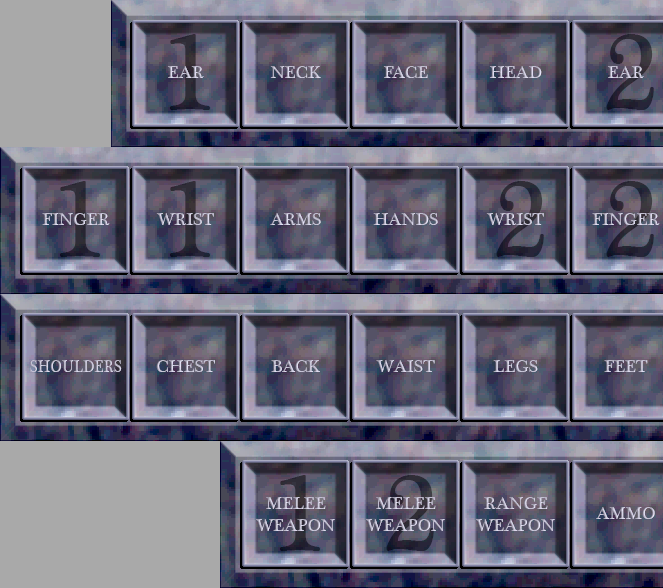 1 EAR NECK FACE HEAD 2 EAR
1 FINGER 1 WRIST ARMS HANDS 2 WRIST 2 FINGER
SHOULDERS CHEST BACK WAIST LEGS FEET
1 MELEE WEAPON 2 MELEE WEAPON RANGE WEAPON AMMO